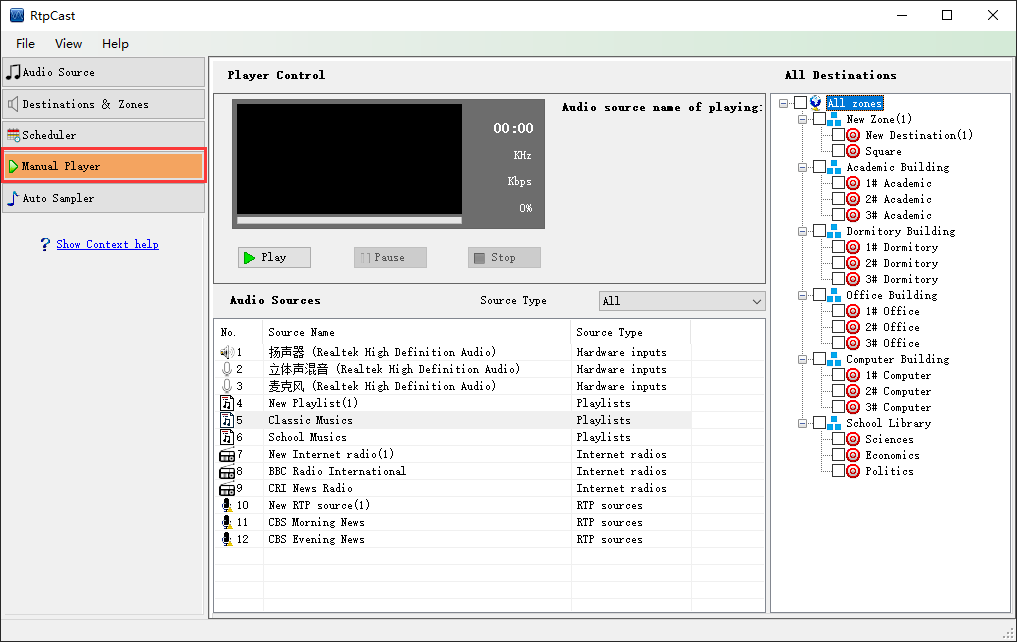 RtpCast
File View Help
Audio Source
Destinations & Zones
Scheduler
Manual Player
Auto Sampler
? Show Context help
Player Control
Audio source name of playing:
00:00
KHz
Kbps
0%
Play Pause Stop
Audio Sources Source Type All
No. Source Name Source Type
1 扬声器 (Realtek High Definition Audio) Hardware inputs
2 立体声混音 (Realtek High Definition Audio) Hardware inputs
3 麦克风 (Realtek High Definition Audio) Hardware inputs
4 New Playlist(1) Playlists
5 Classic Musics Playlists
6 School Musics Playlists
7 New Internet radio(1) Internet radios
8 BBC Radio International Internet radios
9 CRI News Radio Internet radios
10 New RTP source(1) RTP sources
11 CBS Morning News RTP sources
12 CBS Evening News RTP sources
All Destinations
All zones
New Zone(1)
New Destination(1)
Square
Academic Building
1# Academic
2# Academic
3# Academic
Dormitory Building
1# Dormitory
2# Dormitory
3# Dormitory
Office Building
1# Office
2# Office
3# Office
Computer Building
1# Computer
2# Computer
3# Computer
School Library
Sciences
Economics
Politics